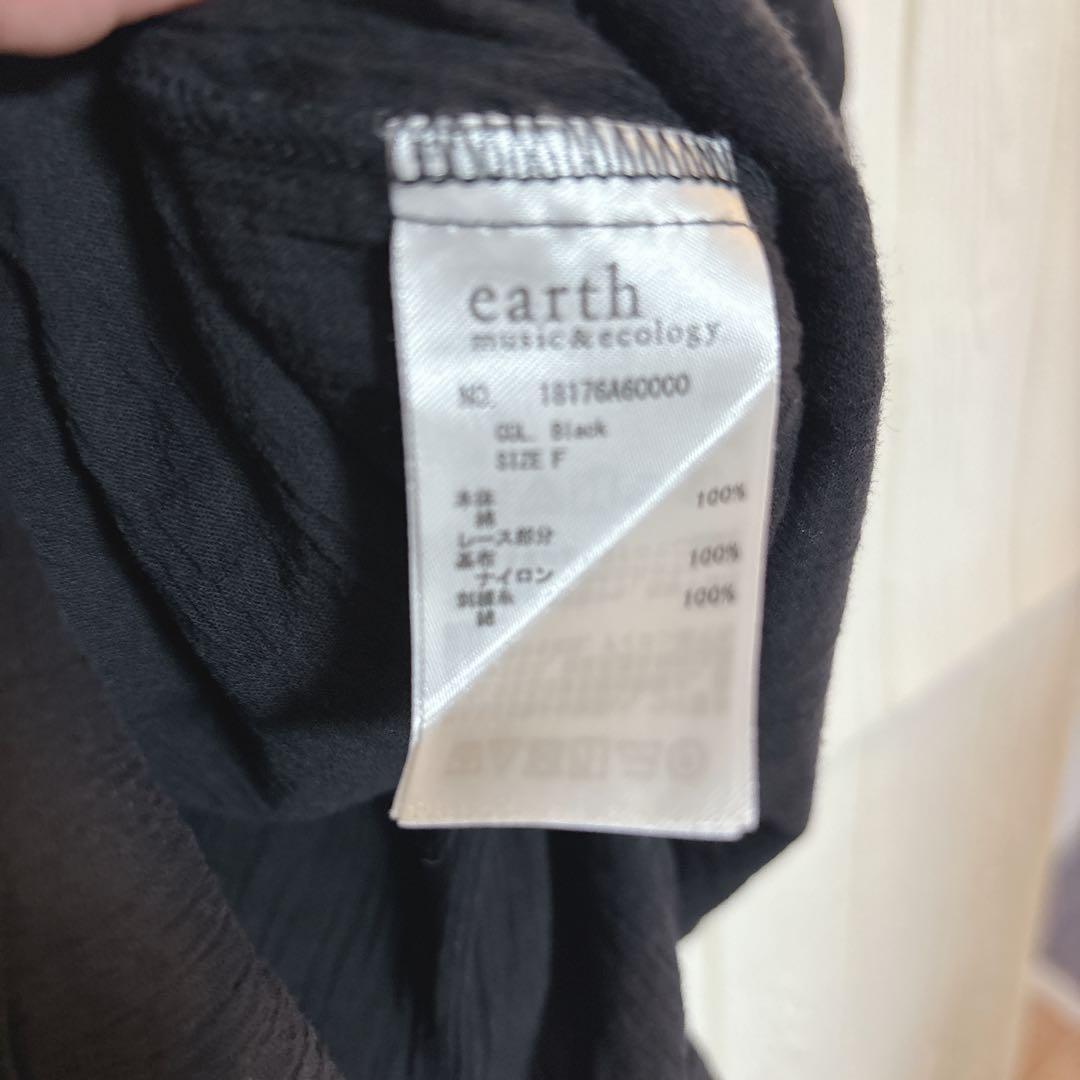 earth
music&ecology
NO. 18176A60000
COL. Black
SIZE F
本体
綿 100%
レース部分
基布
ナイロン 100%
刺繍糸
綿 100%